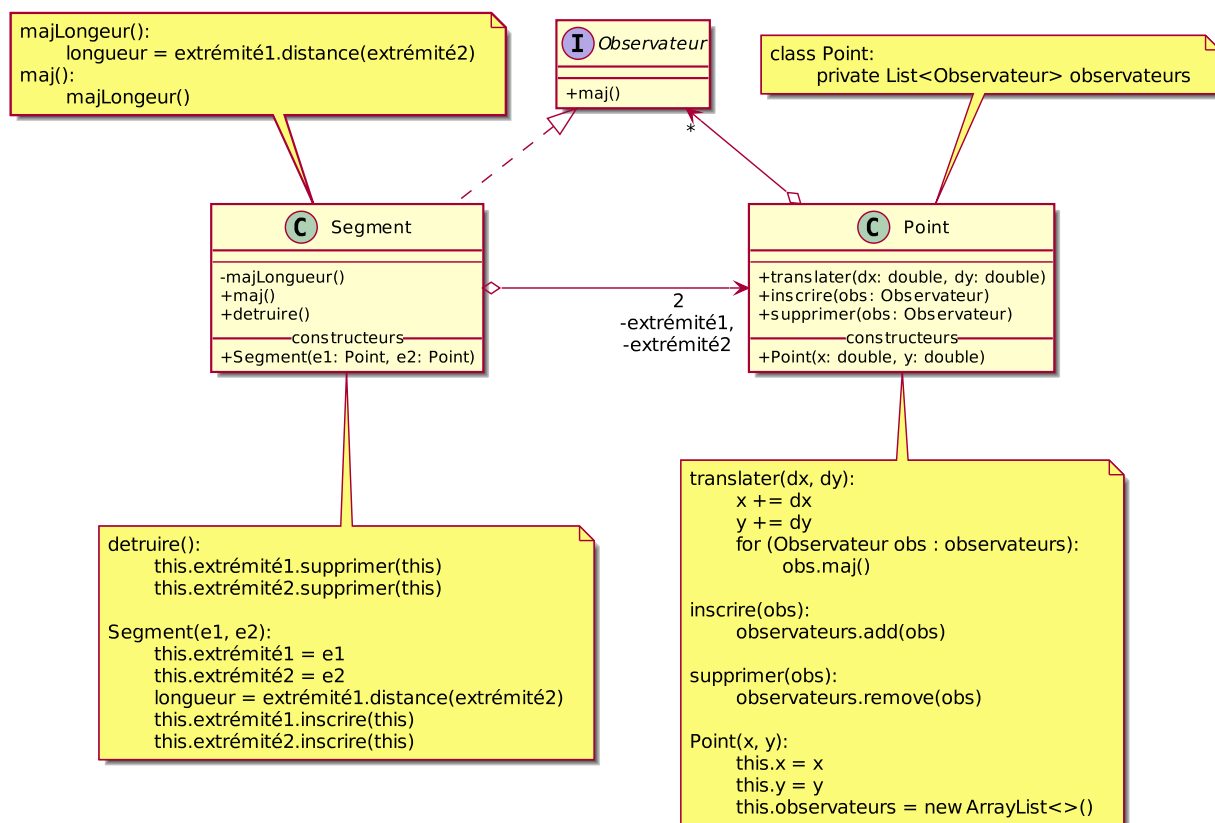 majLongeur():
longueur = extrémité1.distance(extrémité2)
maj():
majLongeur()
I Observateur
+maj()
class Point:
private List<Observateur> observateurs
*
C Segment
-majLongueur()
+maj()
+detruire()
constructeurs
+Segment(e1: Point, e2: Point)
2
-extrémité1,
-extrémité2
C Point
+translater(dx: double, dy: double)
+inscrire(obs: Observateur)
+supprimer(obs: Observateur)
constructeurs
+Point(x: double, y: double)
detruire():
this.extrémité1.supprimer(this)
this.extrémité2.supprimer(this)
Segment(e1, e2):
this.extrémité1 = e1
this.extrémité2 = e2
longueur = extrémité1.distance(extrémité2)
this.extrémité1.inscrire(this)
this.extrémité2.inscrire(this)
translater(dx, dy):
x += dx
y += dy
for (Observateur obs : observateurs):
obs.maj()
inscrire(obs):
observateurs.add(obs)
supprimer(obs):
observateurs.remove(obs)
Point(x, y):
this.x = x
this.y = y
this.observateurs = new ArrayList<>()